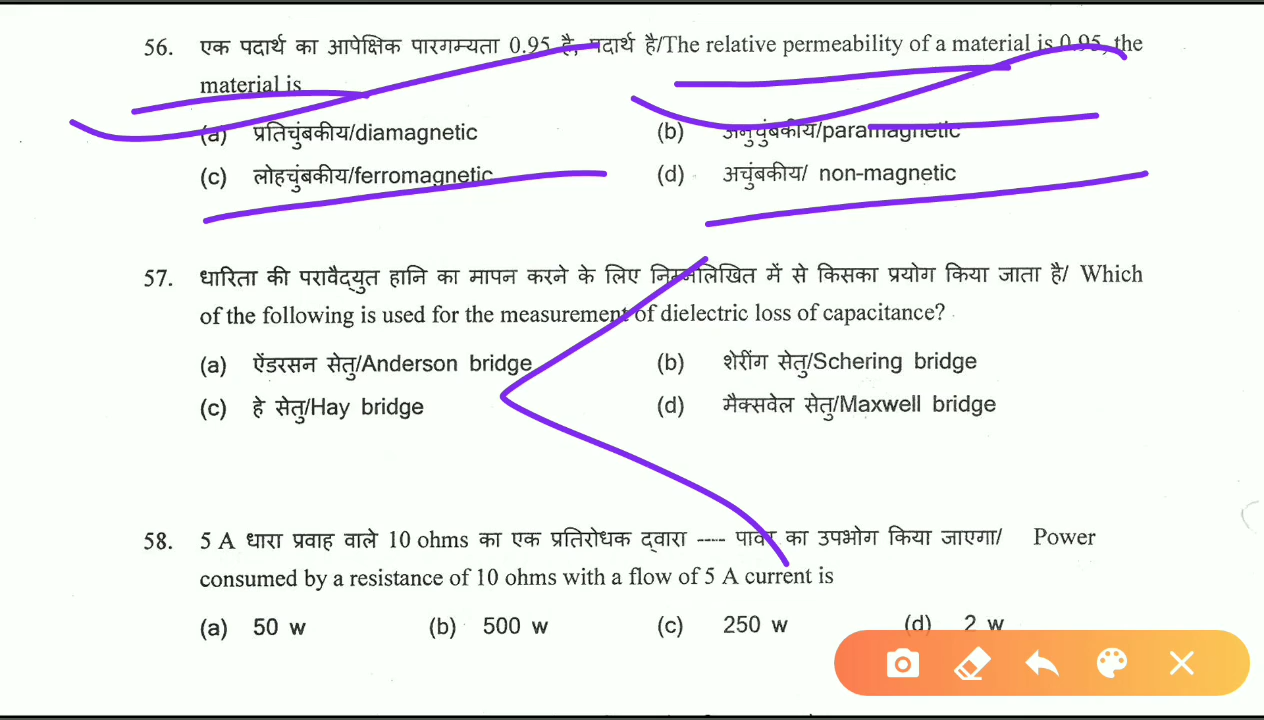 56. एक पदार्थ का आपेक्षिक पारगम्यता 0.95 है, पदार्थ है/The relative permeability of a material is 0.95, the
material is
(a) प्रतिचुंबकीय/diamagnetic (b) अनुचुंबकीय/paramagnetic
(c) लोहचुंबकीय/ferromagnetic (d) अचुंबकीय/ non-magnetic
57. धारिता की परावैद्युत हानि का मापन करने के लिए निम्नलिखित में से किसका प्रयोग किया जाता है/ Which
of the following is used for the measurement of dielectric loss of capacitance?
(a) ऐंडरसन सेतु/Anderson bridge (b) शेरींग सेतु/Schering bridge
(c) हे सेतु/Hay bridge (d) मैक्सवेल सेतु/Maxwell bridge
58. 5 A धारा प्रवाह वाले 10 ohms का एक प्रतिरोधक द्वारा ---- पावर का उपभोग किया जाएगा/ Power
consumed by a resistance of 10 ohms with a flow of 5 A current is
(a) 50 w (b) 500 w (c) 250 w (d) 2 w